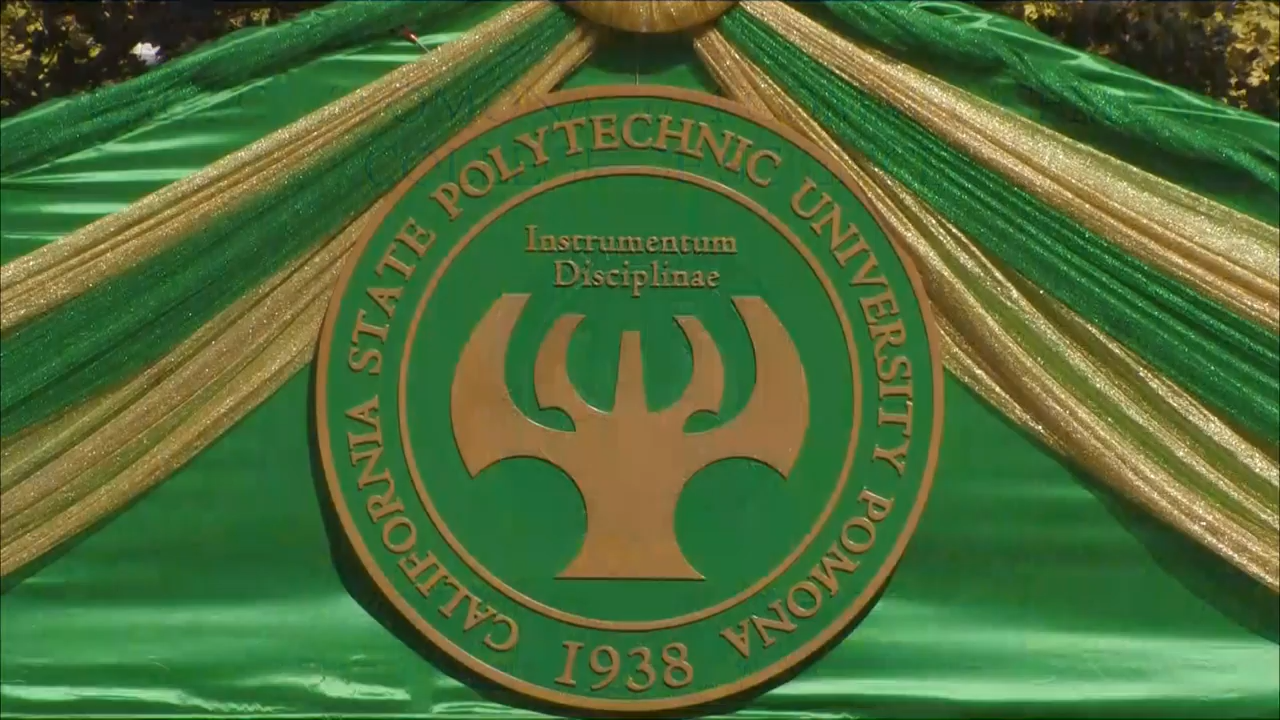 CALIFORNIA STATE POLYTECHNIC UNIVERSITY POMONA
Instrumentum
Disciplinae
1938